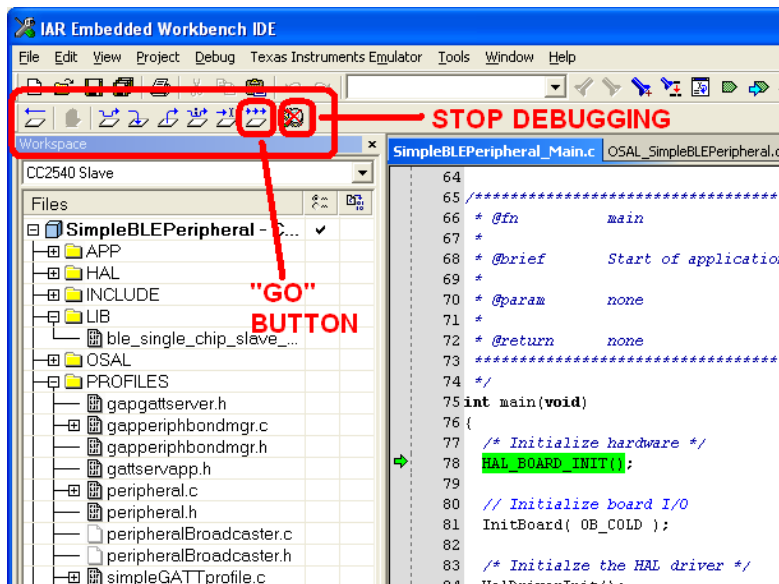 IAR Embedded Workbench IDE
File Edit View Project Debug Texas Instruments Emulator Tools Window Help
STOP DEBUGGING
Workspace
SimpleBLEPeripheral_Main.c OSAL_SimpleBLEPeripheral.c
CC2540 Slave
Files
SimpleBLEPeripheral - C...
APP
HAL
INCLUDE
LIB
ble_single_chip_slave_...
OSAL
PROFILES
gapgattserver.h
gapperiphbondmgr.c
gapperiphbondmgr.h
gattservapp.h
peripheral.c
peripheral.h
peripheralBroadcaster.c
peripheralBroadcaster.h
simpleGATTprofile.c
"GO"
BUTTON
64
65 /***********************************
66 * @fn main
67 *
68 * @brief Start of application
69 *
70 * @param none
71 *
72 * @return none
73 ***********************************
74 */
75 int main(void)
76 {
77 /* Initialize hardware */
78 HAL_BOARD_INIT();
79
80 // Initialize board I/O
81 InitBoard( OB_COLD );
82
83 /* Initialze the HAL driver */
84 HalDriverInit();